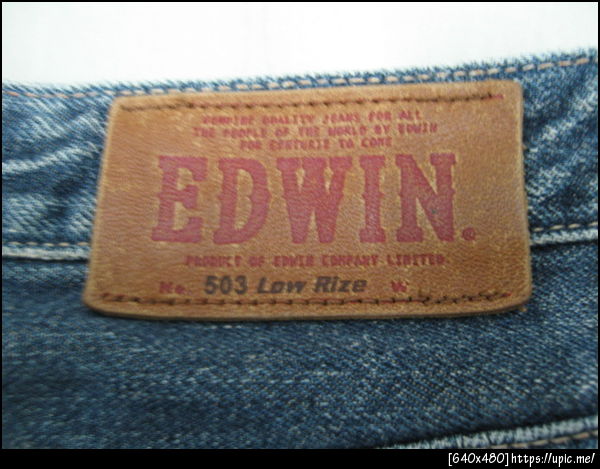 GENUINE QUALITY JEANS FOR ALL
THE PEOPLE OF THE WORLD BY EDWIN
FOR CENTURIE TO COME
EDWIN.
PRODUCT OF EDWIN COMPANY LIMITED
No. 503 Low Rize W
[640x480]https://upic.me/